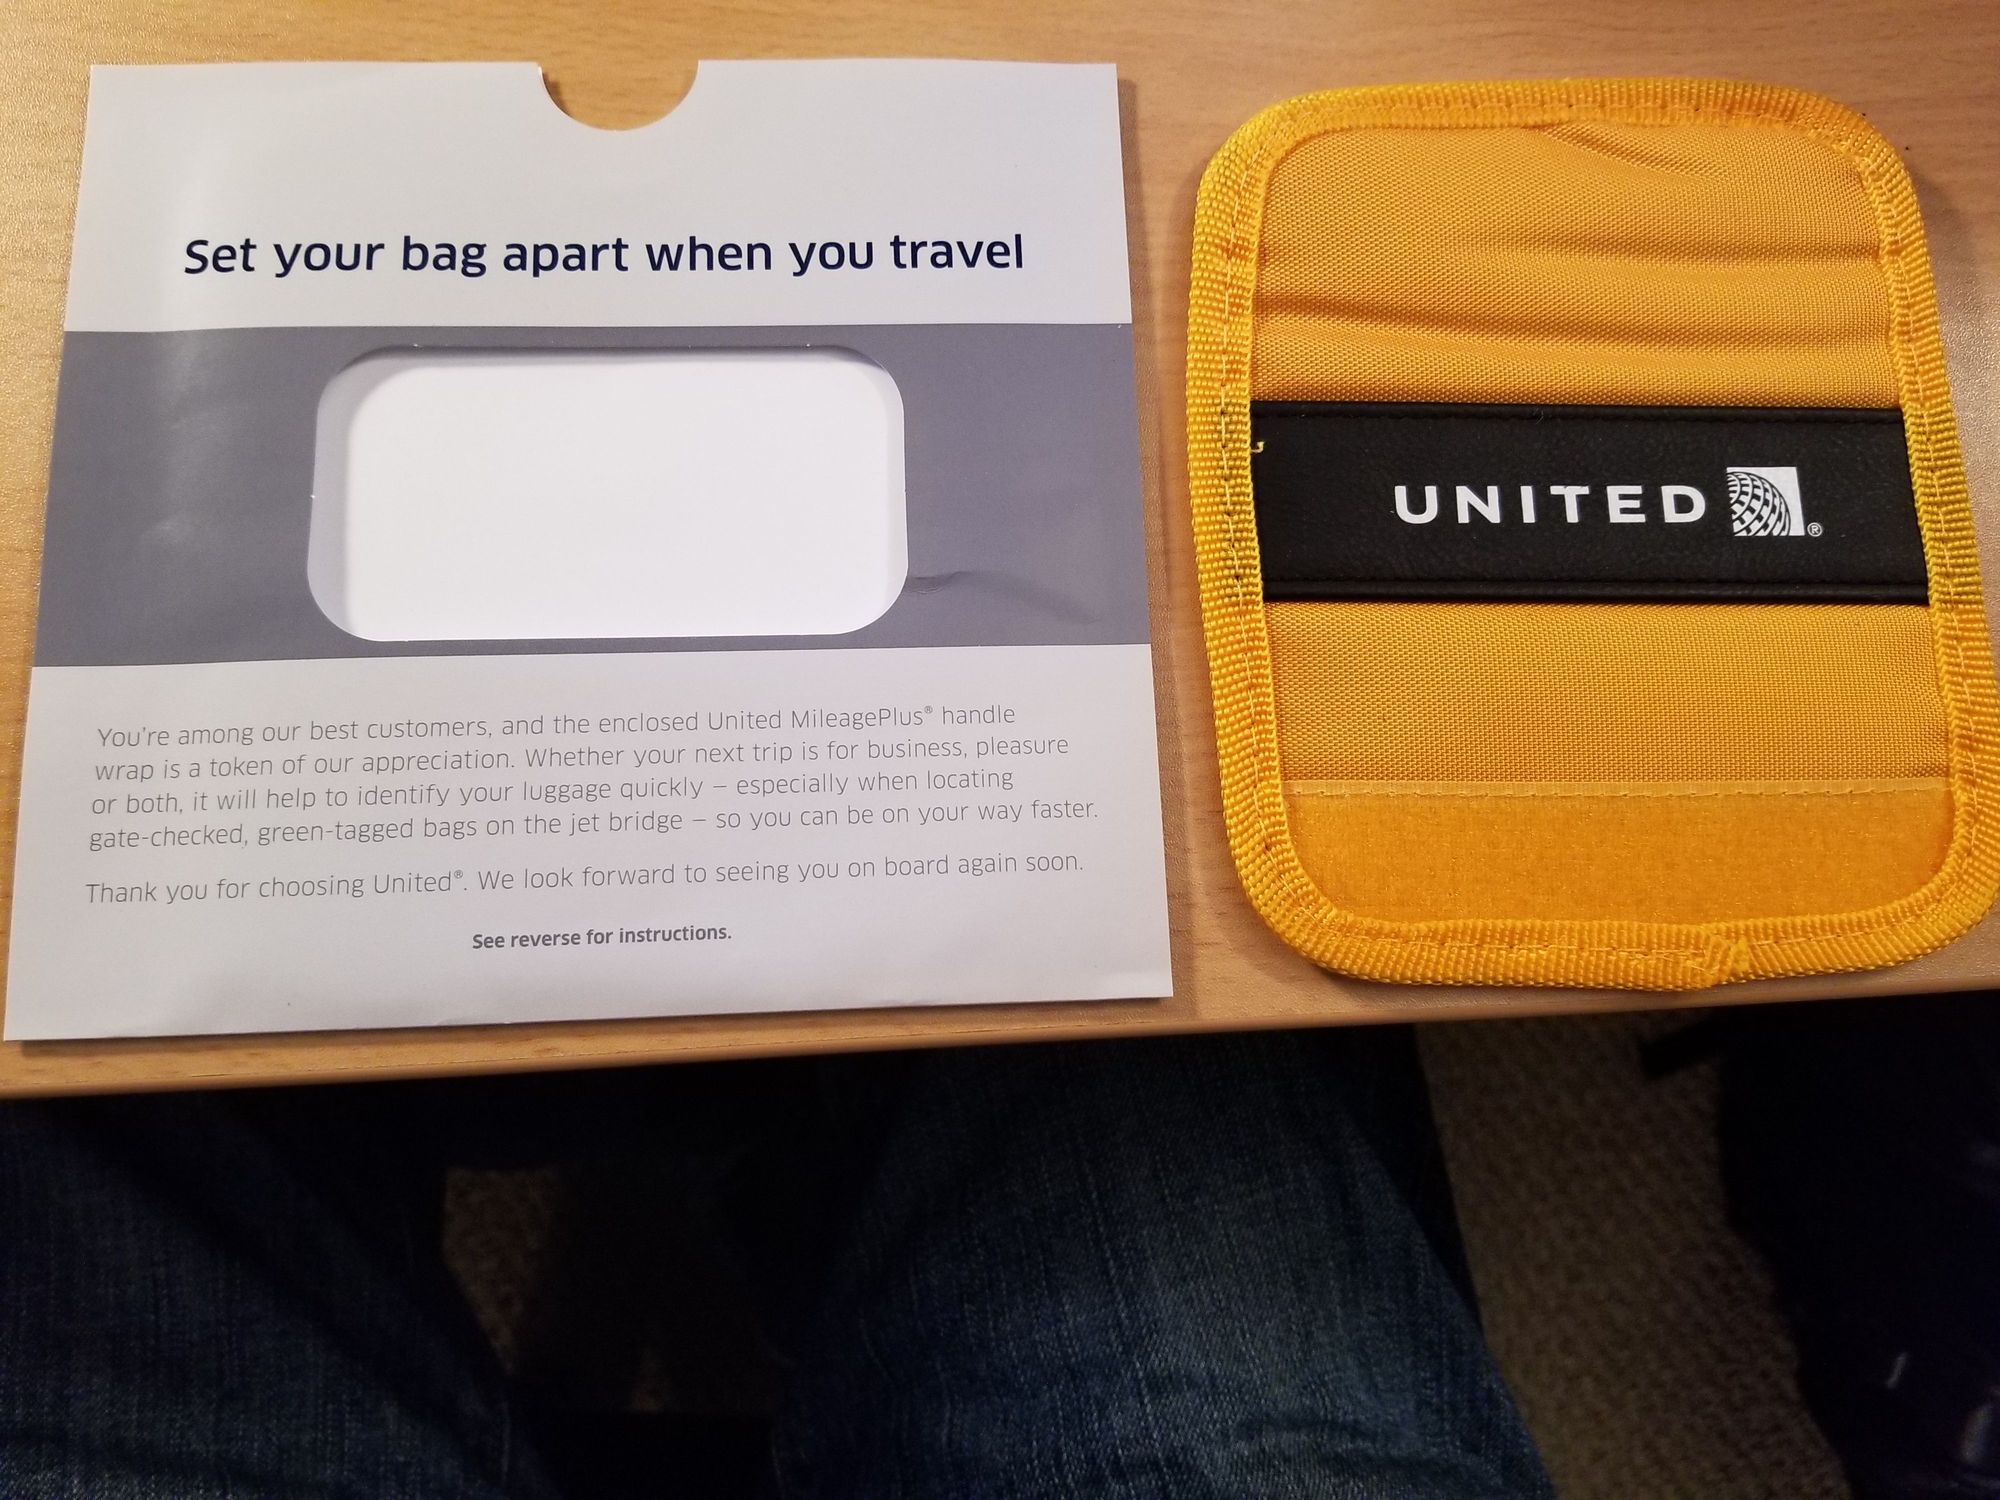 Set your bag apart when you travel
You're among our best customers, and the enclosed United MileagePlus® handle
wrap is a token of our appreciation. Whether your next trip is for business, pleasure
or both, it will help to identify your luggage quickly – especially when locating
gate-checked, green-tagged bags on the jet bridge – so you can be on your way faster.
Thank you for choosing United®. We look forward to seeing you on board again soon.
See reverse for instructions.
UNITED ®